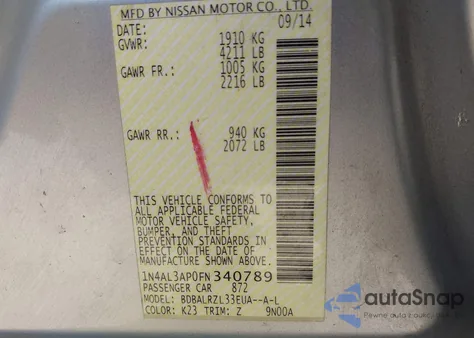 MFD BY NISSAN MOTOR CO., LTD.
DATE: 09/14
GVWR: 1910 KG
4211 LB
GAWR FR.: 1005 KG
2216 LB
GAWR RR.: 940 KG
2072 LB
THIS VEHICLE CONFORMS TO
ALL APPLICABLE FEDERAL
MOTOR VEHICLE SAFETY,
BUMPER, AND THEFT
PREVENTION STANDARDS IN
EFFECT ON THE DATE OF
MANUFACTURE SHOWN ABOVE.
1N4AL3AP0FN340789
PASSENGER CAR 872
MODEL: BDBALRZL33EUA--A-L
COLOR: K23 TRIM: Z 9N00A
autoSnap
Pewne auto